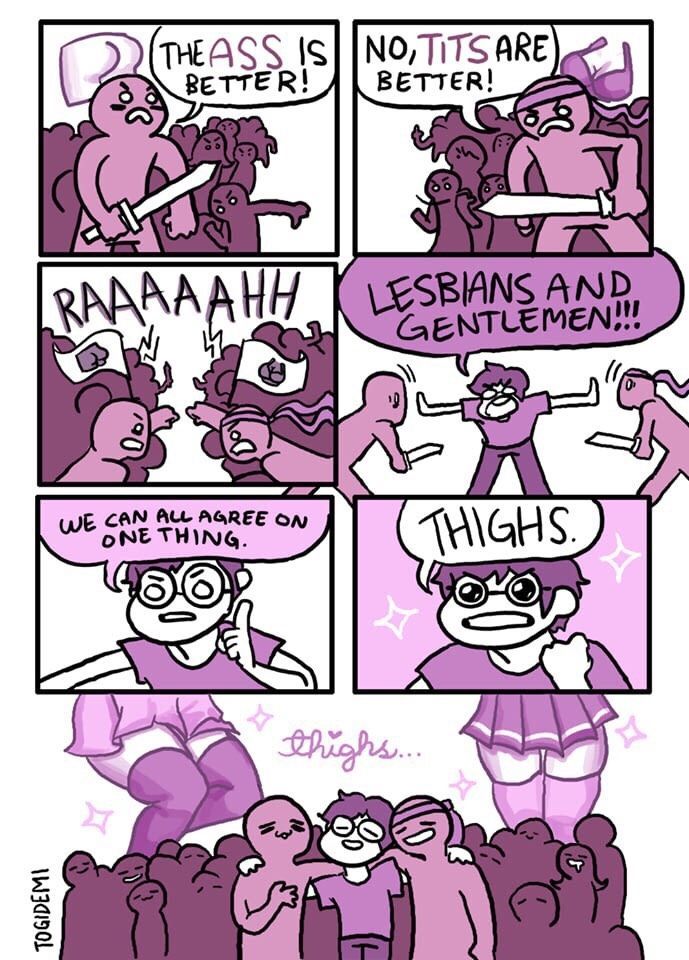 THE ASS IS
BETTER!
NO, TITS ARE
BETTER!
RAAAAAHH
LESBIANS AND
GENTLEMEN!!!
WE CAN ALL AGREE ON
ONE THING.
THIGHS.
thighs...
TOGIDEMI